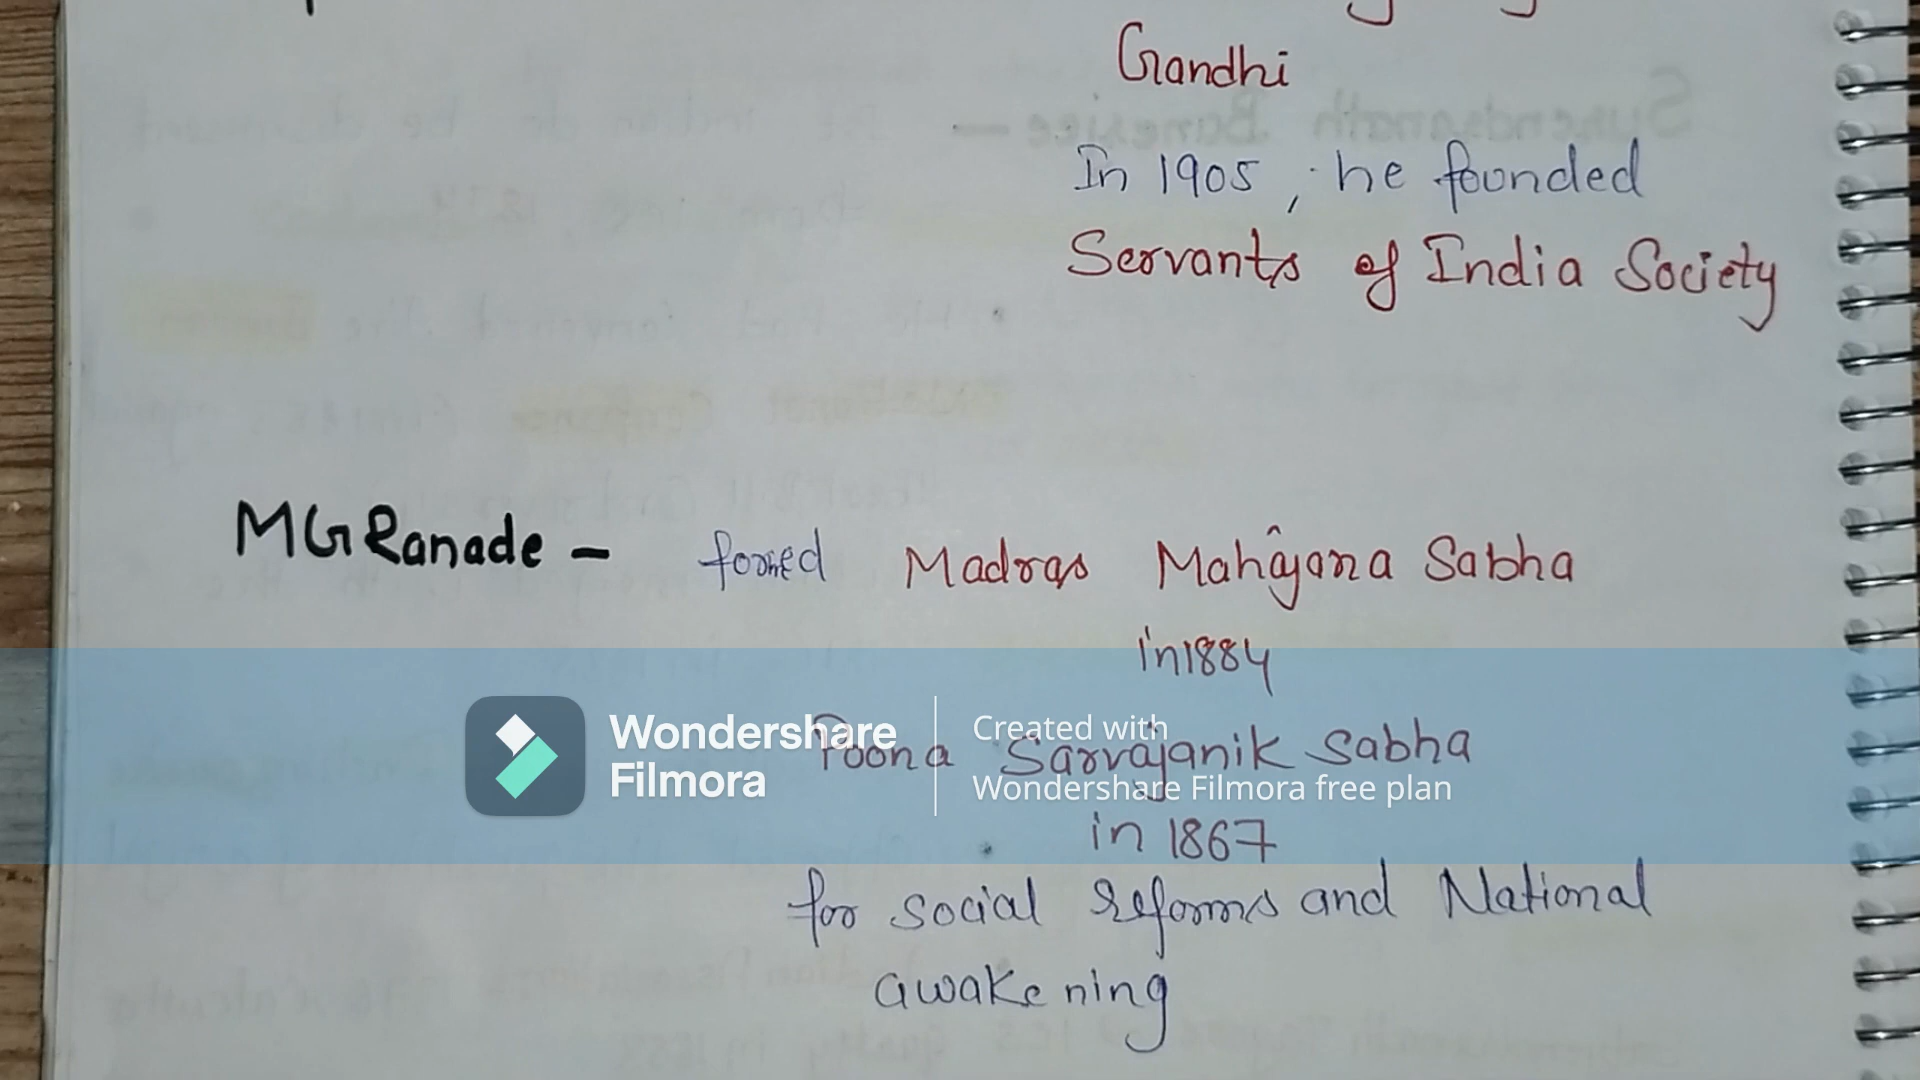 Gandhi
In 1905, he founded
Servants of India Society
MG Ranade - formed Madras Mahajana Sabha
in 1884
Poona Sarvajanik Sabha
in 1867
for social reforms and National
awakening
Wondershare
Filmora
Created with
Wondershare Filmora free plan